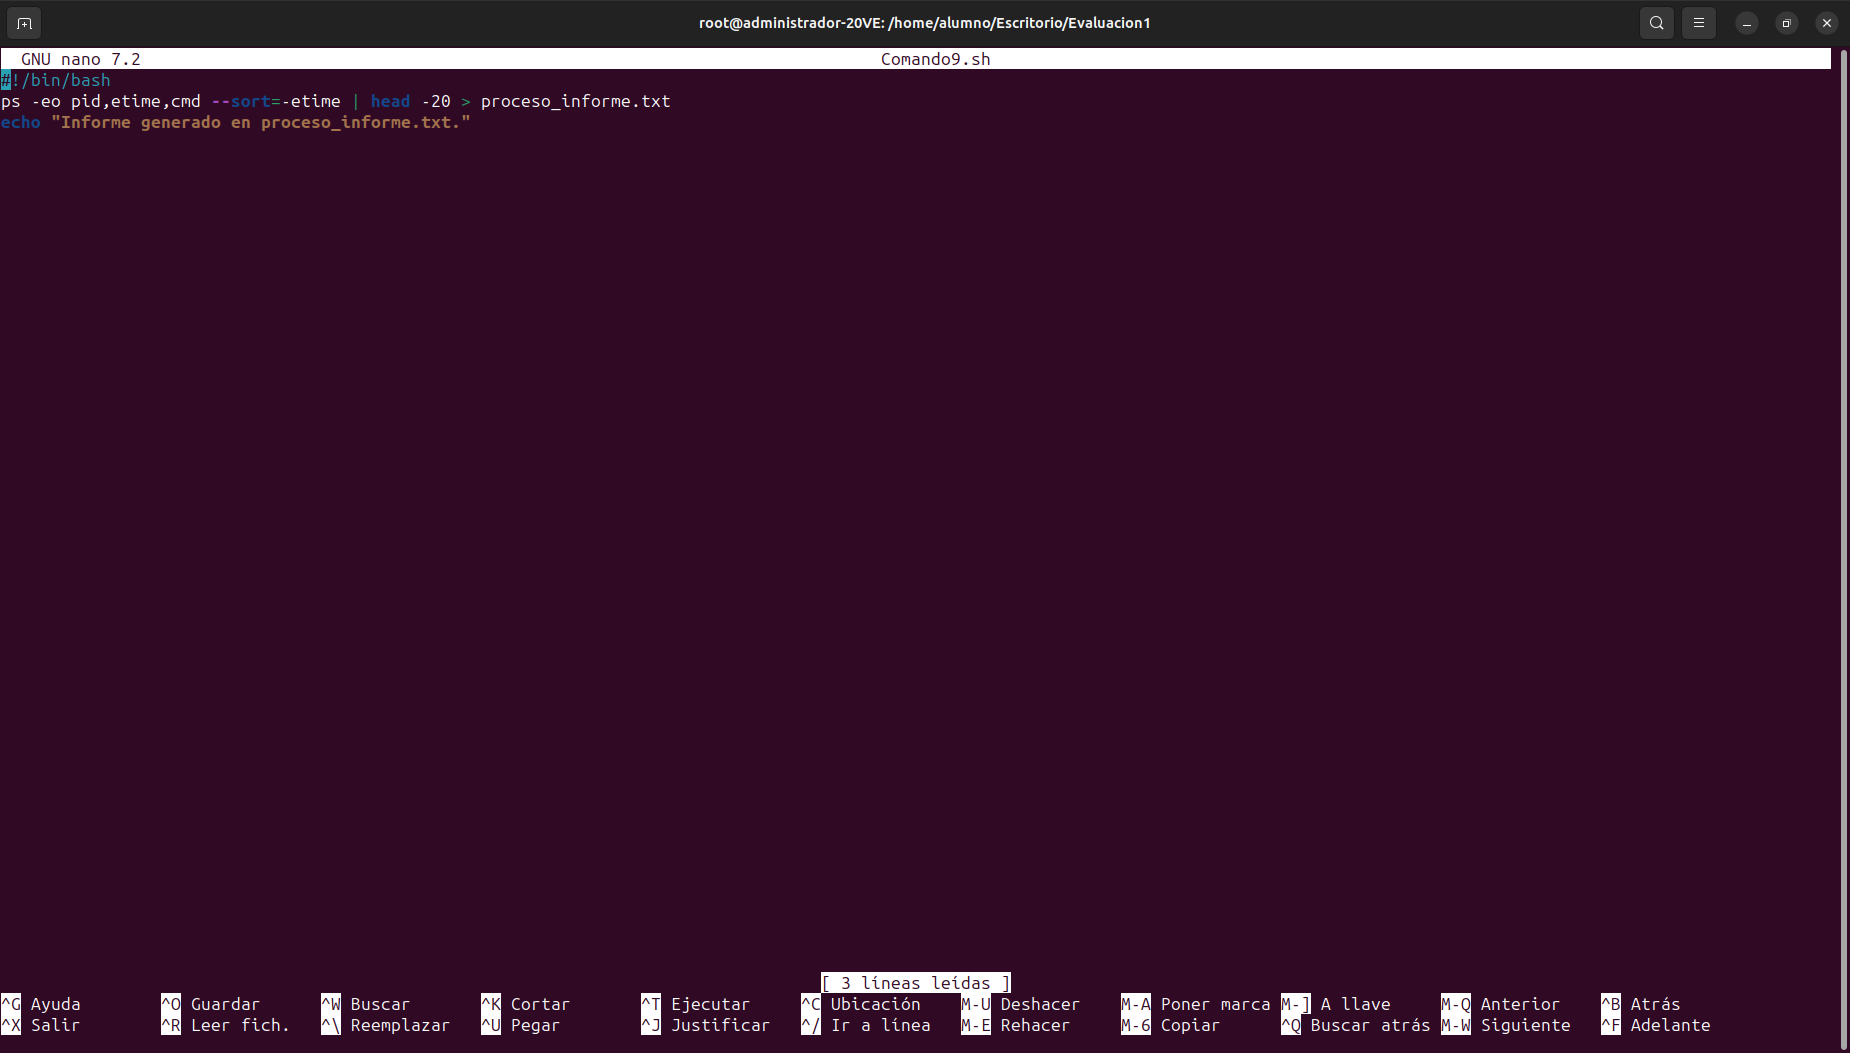 root@administrador-20VE: /home/alumno/Escritorio/Evaluacion1
GNU nano 7.2 Comando9.sh
#!/bin/bash
ps -eo pid,etime,cmd --sort=-etime | head -20 > proceso_informe.txt
echo "Informe generado en proceso_informe.txt."
[ 3 líneas leídas ]
^G Ayuda ^O Guardar ^W Buscar ^K Cortar ^T Ejecutar ^C Ubicación M-U Deshacer M-A Poner marca M-] A llave M-Q Anterior ^B Atrás
^X Salir ^R Leer fich. ^\ Reemplazar ^U Pegar ^J Justificar ^/ Ir a línea M-E Rehacer M-6 Copiar ^Q Buscar atrás M-W Siguiente ^F Adelante